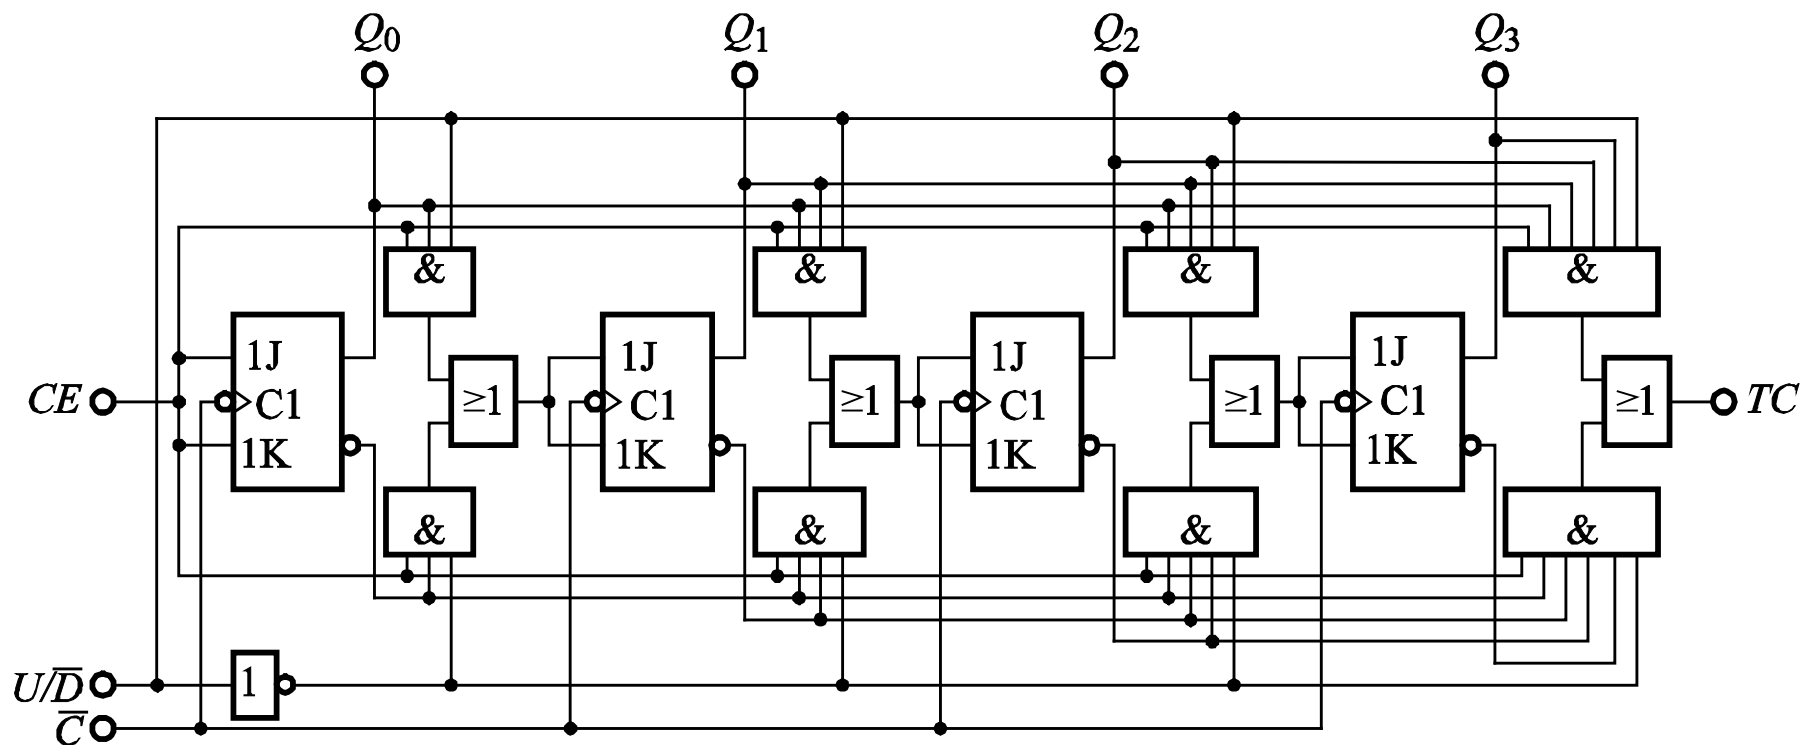 Q0 Q1 Q2 Q3
& & & &
1J 1J 1J 1J
CE C1 ≥1 C1 ≥1 C1 ≥1 C1 ≥1 TC
1K 1K 1K 1K
& & & &
U/D̅ 1
C̅